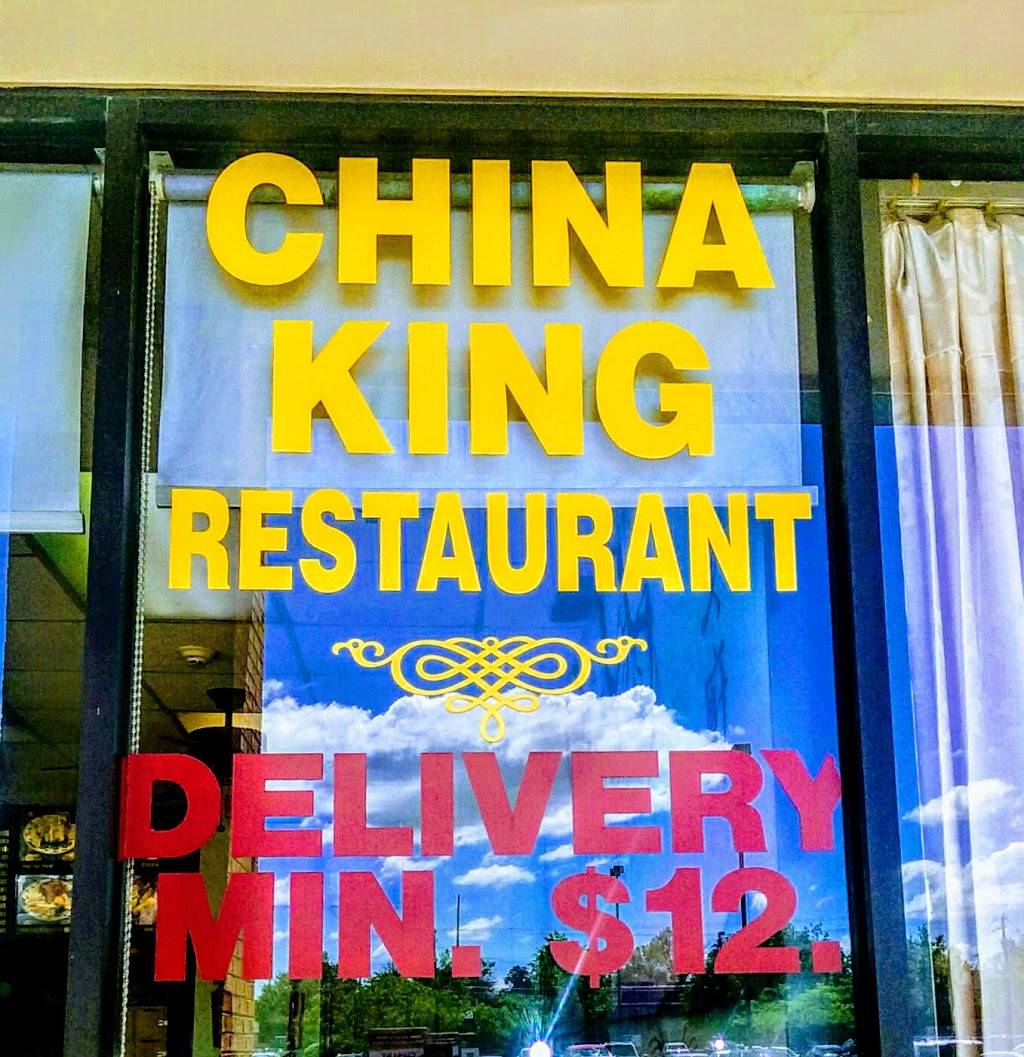 CHINA
KING
RESTAURANT
DELIVERY
MIN. $12.